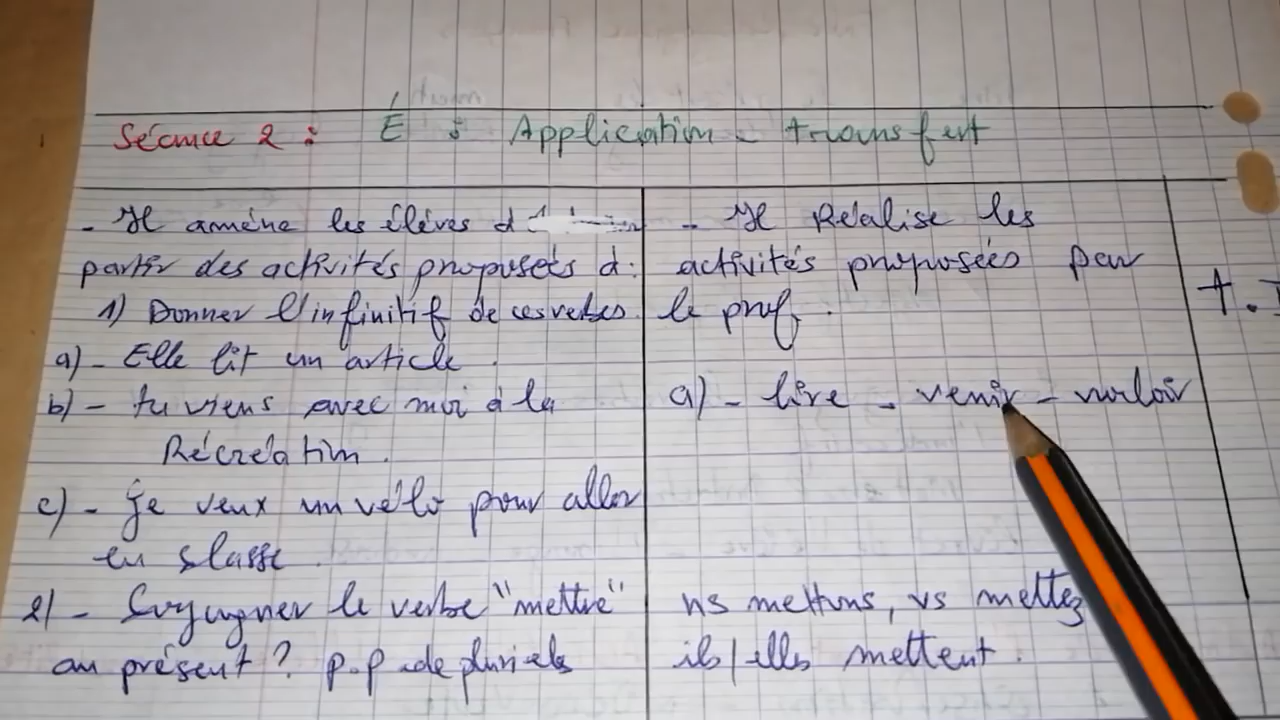 Séance 2 : É : Application - transfert
- Il amène les élèves à
partir des activités proposées à:
1) Donner l'infinitif de ces verbes.
a) - Elle lit un article.
b) - tu viens avec moi à la
Récréation.
c) - Je veux un vélo pour aller
en classe.
2) - Conjugner le verbe "mettre"
au présent ? p.p de pluriels
- Il Réalise les
activités proposées par
le prof.
a) - lire - venir - vouloir
ns mettons, vs mettez
ils/elles mettent.